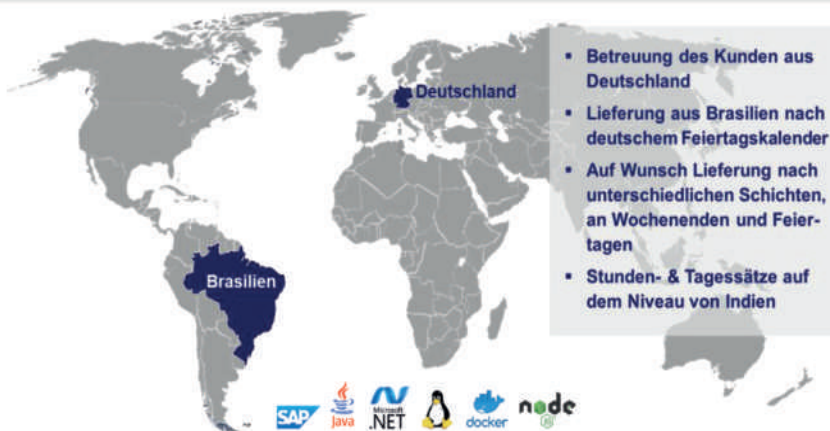 Deutschland
Brasilien
▪ Betreuung des Kunden aus
Deutschland
▪ Lieferung aus Brasilien nach
deutschem Feiertagskalender
▪ Auf Wunsch Lieferung nach
unterschiedlichen Schichten,
an Wochenenden und Feier-
tagen
▪ Stunden- & Tagessätze auf
dem Niveau von Indien
SAP
Java
Microsoft
.NET
docker
node
JS